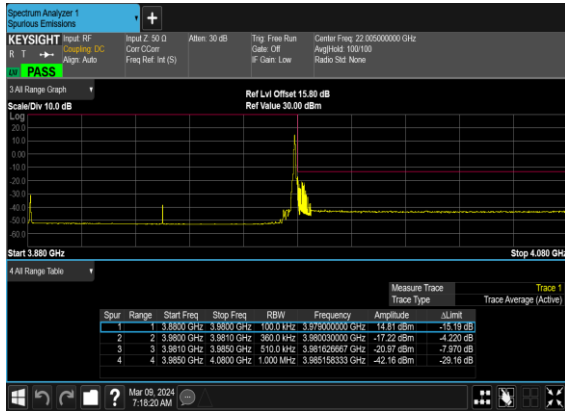 Spectrum Analyzer 1
Spurious Emissions
KEYSIGHT Input: RF Input Z: 50 Ω Atten: 30 dB Trig: Free Run Center Freq: 22.005000000 GHz
R T Coupling: DC Corr CCorr Gate: Off Avg|Hold: 100/100
Align: Auto Freq Ref: Int (S) IF Gain: Low Radio Std: None
LW PASS
3 All Range Graph
Ref Lvl Offset 15.80 dB
Scale/Div 10.0 dB Ref Value 30.00 dBm
Log
20.0
10.0
0.00
-10.0
-20.0
-30.0
-40.0
-50.0
-60.0
Start 3.880 GHz Stop 4.080 GHz
4 All Range Table
Measure Trace Trace 1
Trace Type Trace Average (Active)
Spur Range Start Freq Stop Freq RBW Frequency Amplitude ΔLimit
1 1 3.8800 GHz 3.9800 GHz 100.0 kHz 3.979000000 GHz 14.81 dBm -15.19 dB
2 2 3.9800 GHz 3.9810 GHz 360.0 kHz 3.980030000 GHz -17.22 dBm -4.220 dB
3 3 3.9810 GHz 3.9850 GHz 510.0 kHz 3.981626667 GHz -20.97 dBm -7.970 dB
4 4 3.9850 GHz 4.0800 GHz 1.000 MHz 3.985158333 GHz -42.16 dBm -29.16 dB
Mar 09, 2024
7:18:20 AM